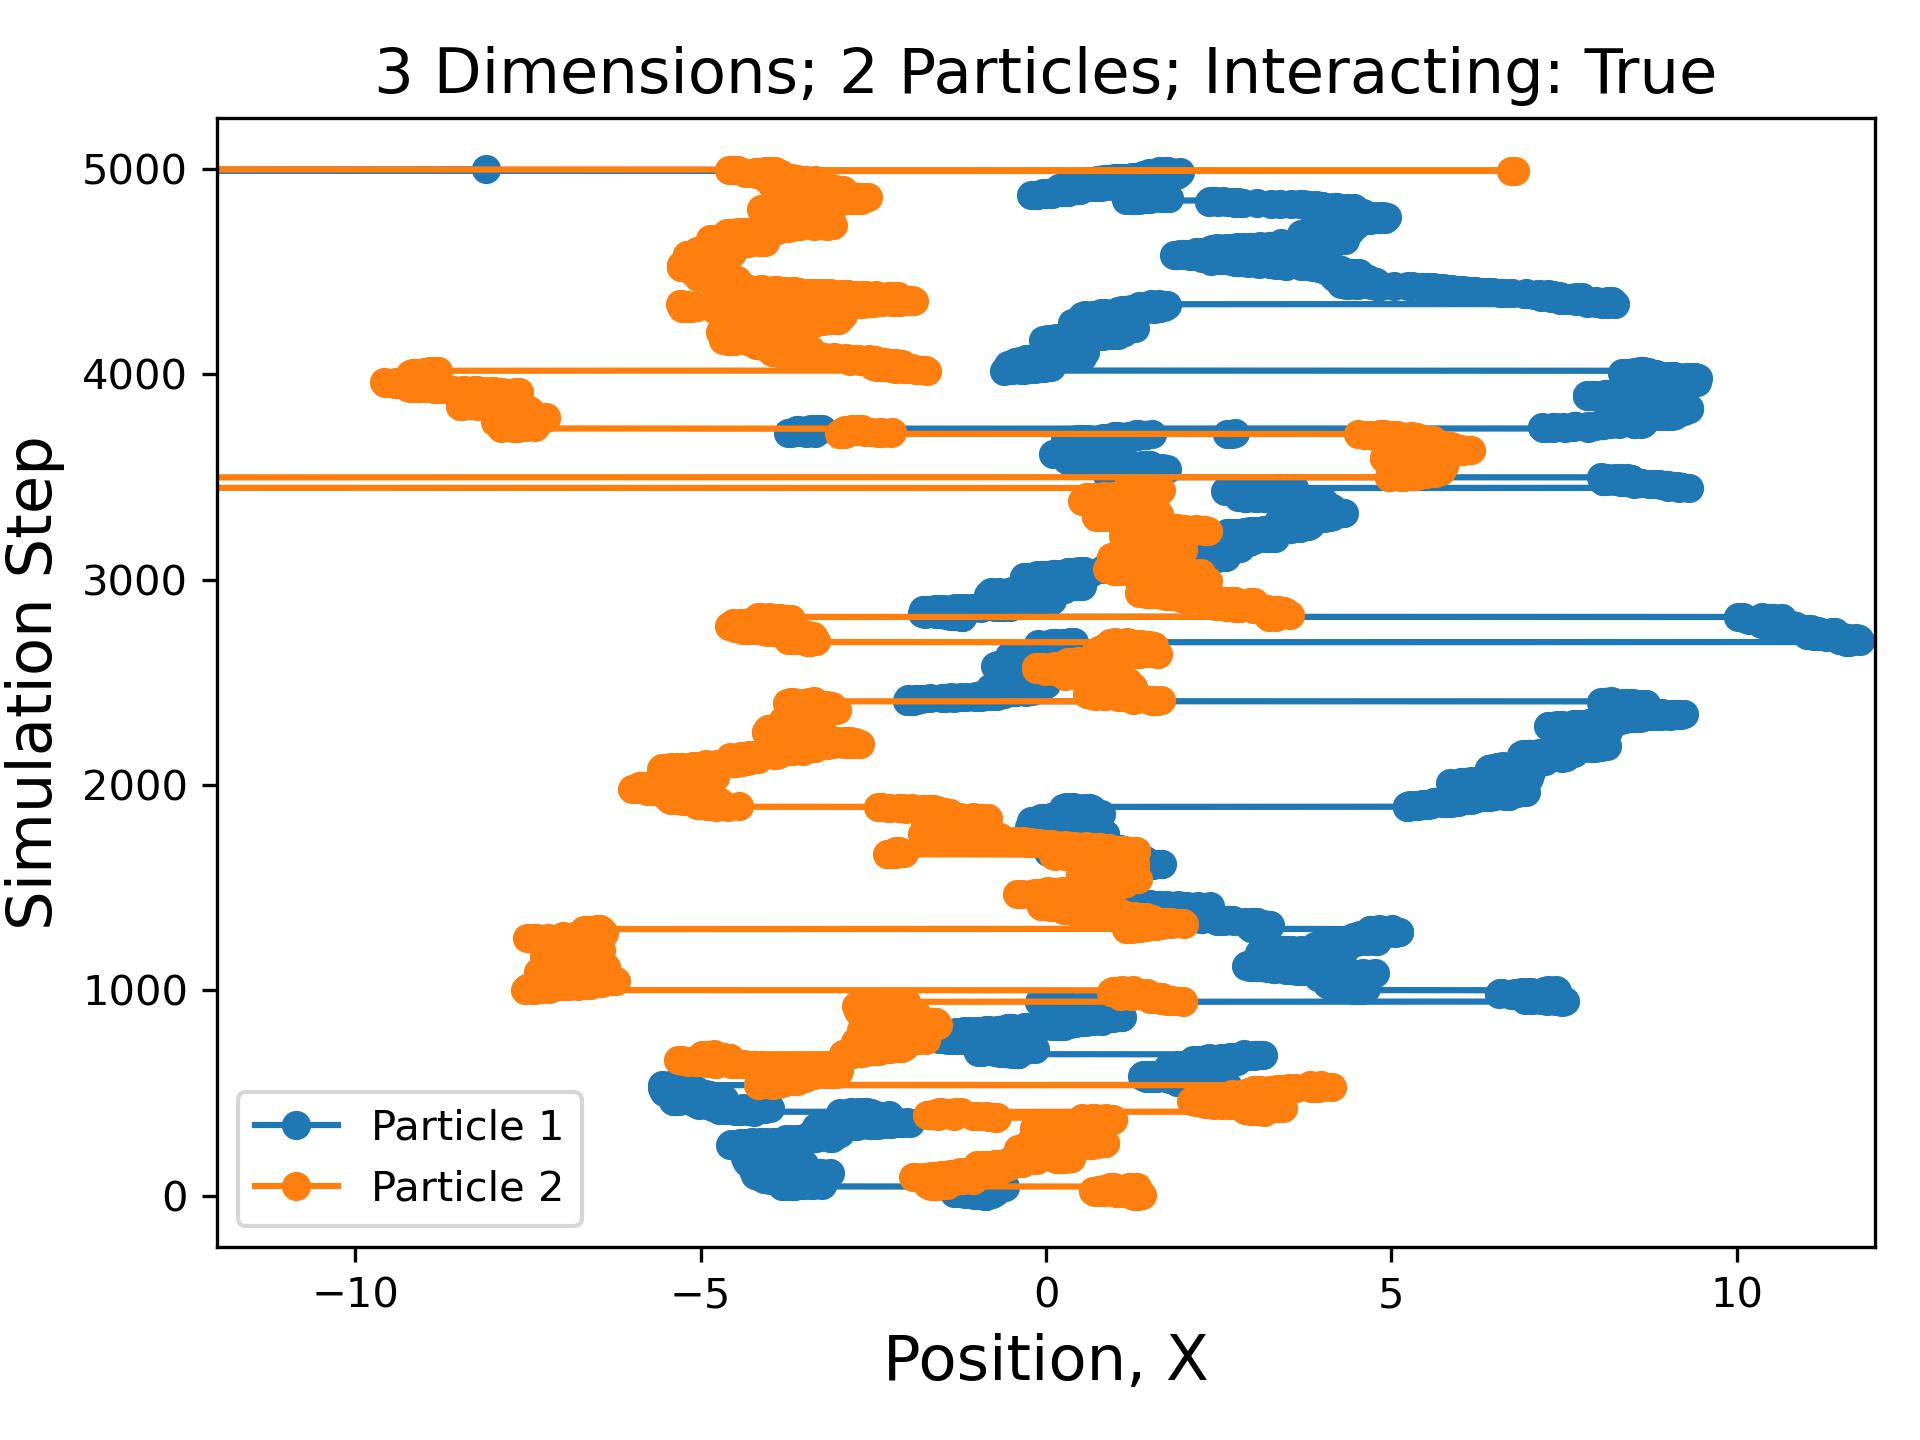 3 Dimensions; 2 Particles; Interacting: True
5000
4000
3000
2000
1000
0
Simulation Step
Particle 1
Particle 2
−10
−5
0
5
10
Position, X